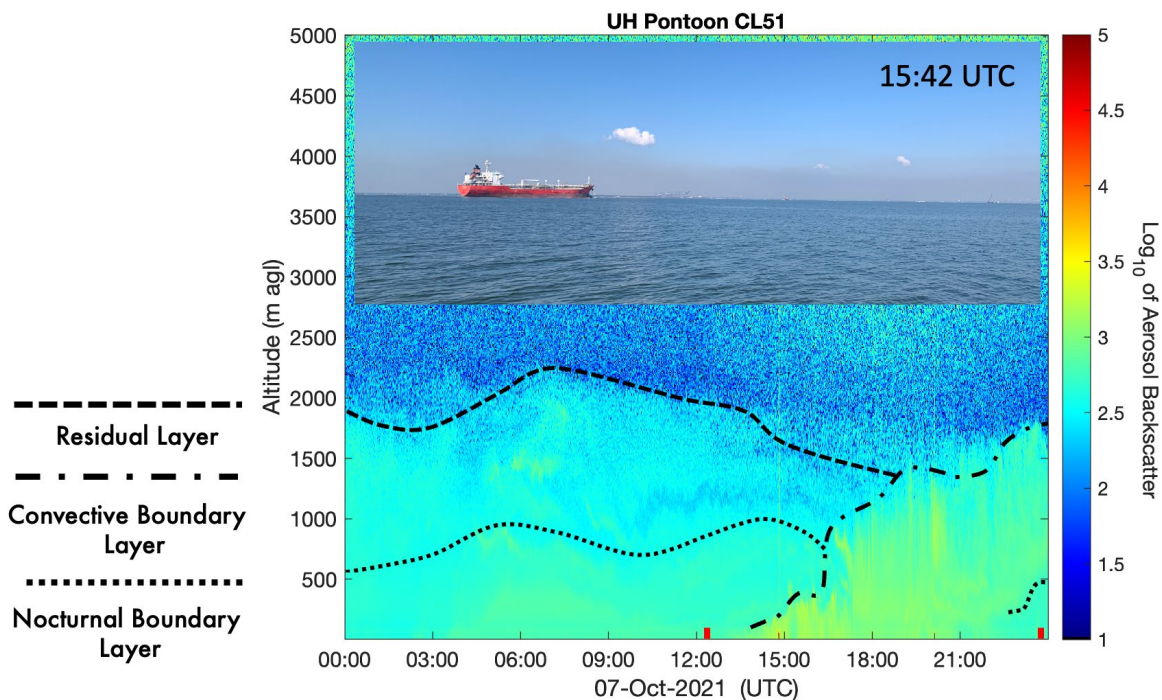 UH Pontoon CL51
5000
4500
4000
3500
3000
2500
2000
1500
1000
500
Altitude (m agl)
15:42 UTC
00:00 03:00 06:00 09:00 12:00 15:00 18:00 21:00
07-Oct-2021 (UTC)
5
4.5
4
3.5
3
2.5
2
1.5
1
Log10 of Aerosol Backscatter
Residual Layer
Convective Boundary
Layer
Nocturnal Boundary
Layer